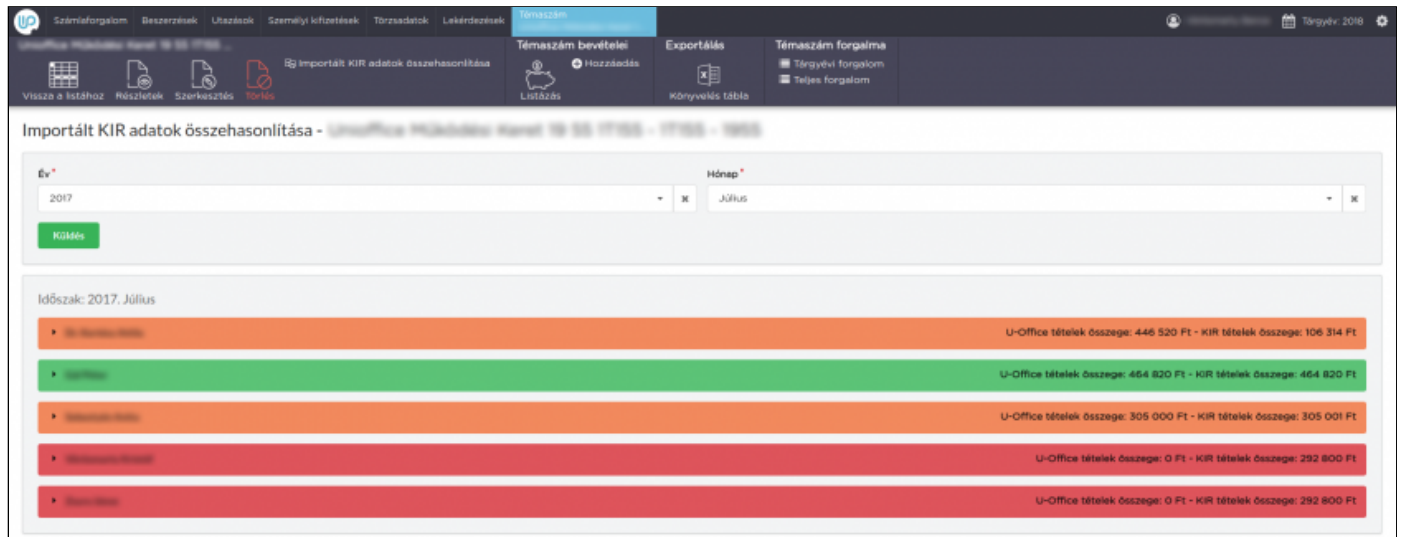 Számlaforgalom Beszerzések Utazások Személyi kifizetések Törzsadatok Lekérdezések Témaszám
Tárgyév: 2018
Témaszám bevételei Exportálás Témaszám forgalma
Importált KIR adatok összehasonlítása Hozzáadás Tárgyévi forgalom
Teljes forgalom
Vissza a listához Részletek Szerkesztés Törlés Listázás Könyvelés tábla
Importált KIR adatok összehasonlítása -
Év* Hónap*
2017 Július
Küldés
Időszak: 2017. Július
U-Office tételek összege: 446 520 Ft - KIR tételek összege: 106 314 Ft
U-Office tételek összege: 464 820 Ft - KIR tételek összege: 464 820 Ft
U-Office tételek összege: 305 000 Ft - KIR tételek összege: 305 001 Ft
U-Office tételek összege: 0 Ft - KIR tételek összege: 292 800 Ft
U-Office tételek összege: 0 Ft - KIR tételek összege: 292 800 Ft